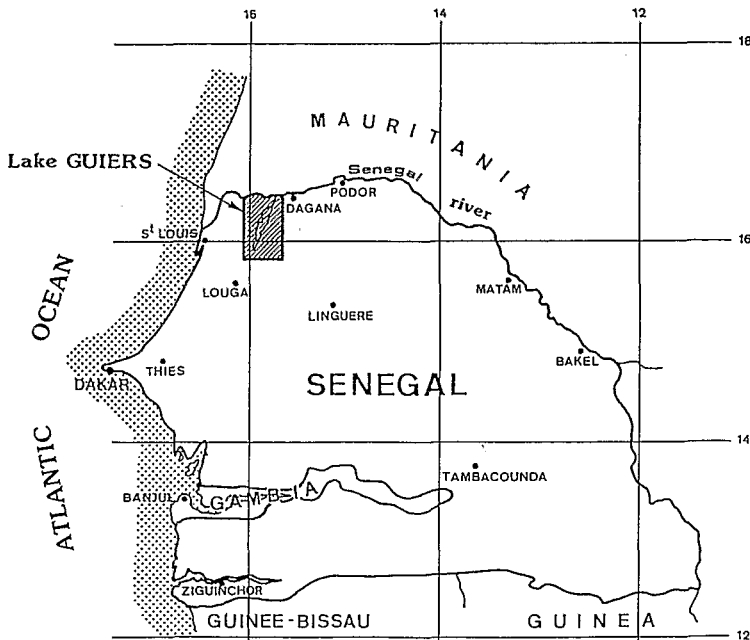 16
14
12
18
MAURITANIA
Lake GUIERS
Senegal river
PODOR
DAGANA
St LOUIS
16
LOUGA
LINGUERE
MATAM
OCEAN
BAKEL
THIES
DAKAR
SENEGAL
14
TAMBACOUNDA
ATLANTIC
BANJUL
GAMBIA
ZIGUINCHOR
GUINEE-BISSAU
GUINEA
12